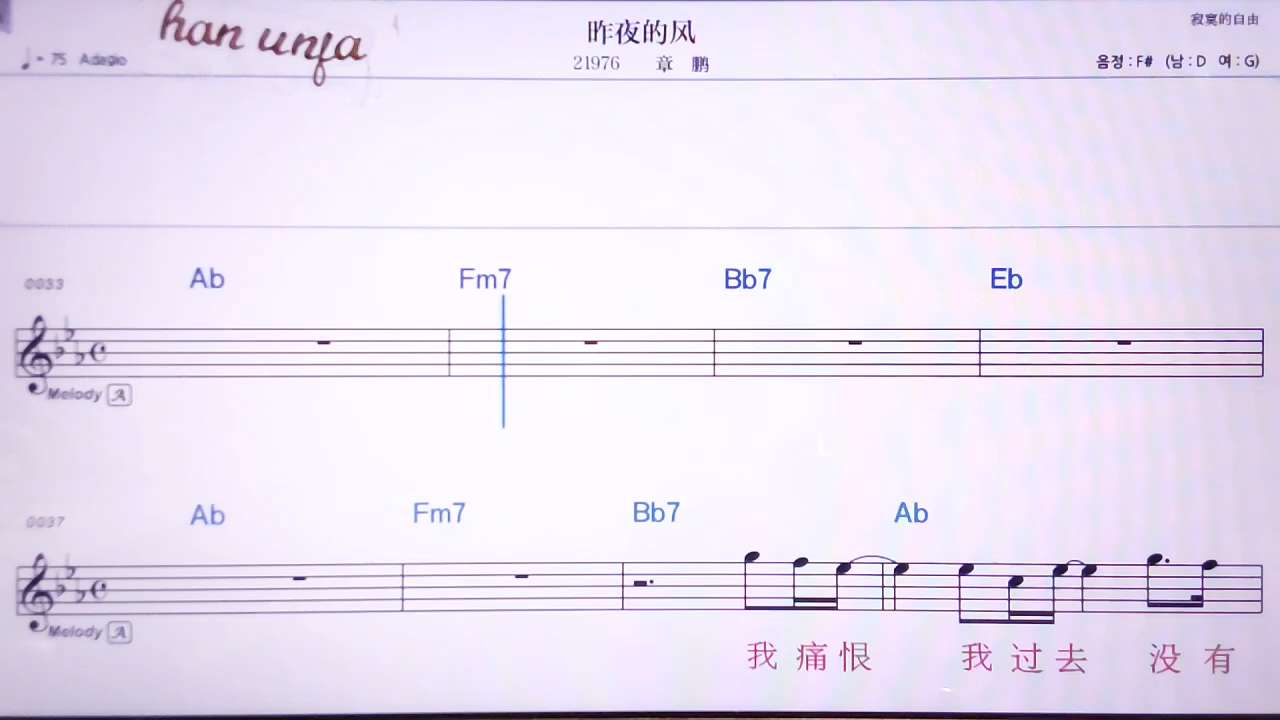 han unja
昨夜的风
寂寞的自由
♩= 75 Adagio
21976 章 鹏
음정 : F# (남 : D 여 : G)
0033 Ab Fm7 Bb7 Eb
Melody A
0037 Ab Fm7 Bb7 Ab
Melody A
我 痛 恨 我 过 去 没 有